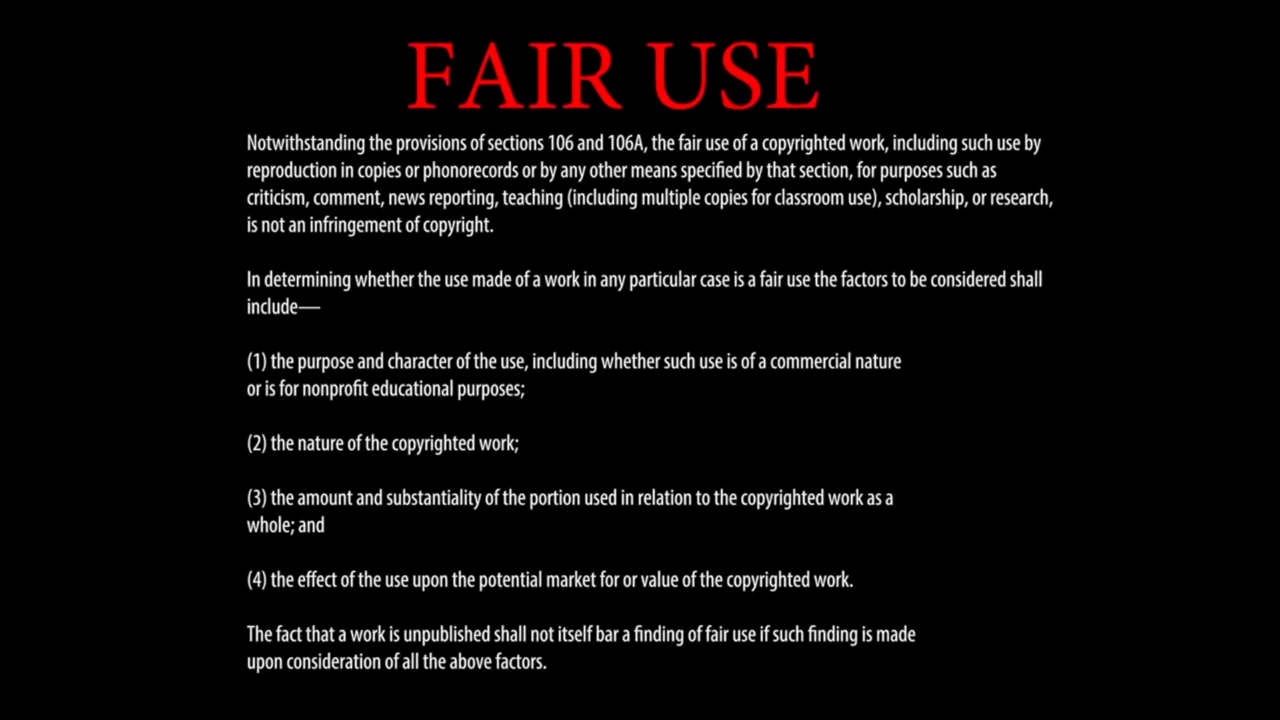 FAIR USE
Notwithstanding the provisions of sections 106 and 106A, the fair use of a copyrighted work, including such use by
reproduction in copies or phonorecords or by any other means specified by that section, for purposes such as
criticism, comment, news reporting, teaching (including multiple copies for classroom use), scholarship, or research,
is not an infringement of copyright.
In determining whether the use made of a work in any particular case is a fair use the factors to be considered shall
include—
(1) the purpose and character of the use, including whether such use is of a commercial nature
or is for nonprofit educational purposes;
(2) the nature of the copyrighted work;
(3) the amount and substantiality of the portion used in relation to the copyrighted work as a
whole; and
(4) the effect of the use upon the potential market for or value of the copyrighted work.
The fact that a work is unpublished shall not itself bar a finding of fair use if such finding is made
upon consideration of all the above factors.